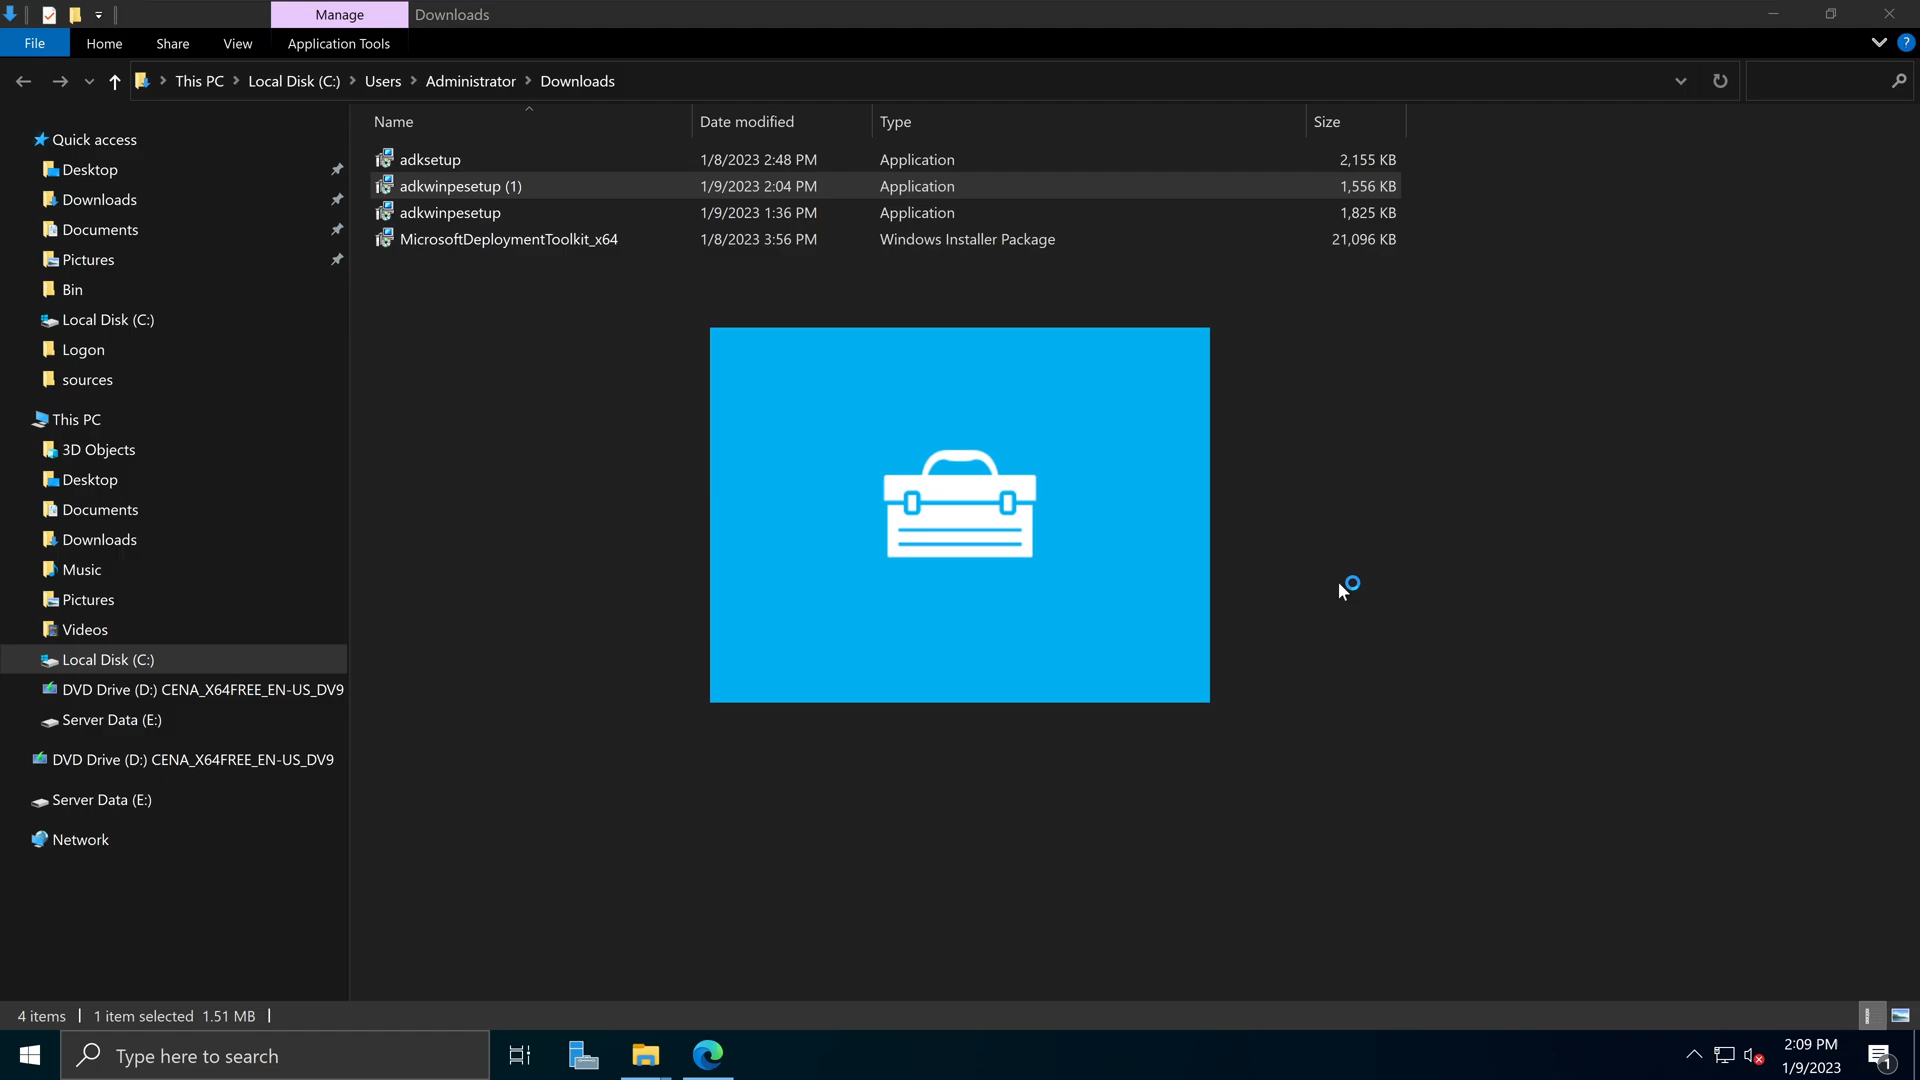 Manage
Downloads
File
Home
Share
View
Application Tools
?
This PC
Local Disk (C:)
Users
Administrator
Downloads
Name
Date modified
Type
Size
adksetup 1/8/2023 2:48 PM Application 2,155 KB
adkwinpesetup (1) 1/9/2023 2:04 PM Application 1,556 KB
adkwinpesetup 1/9/2023 1:36 PM Application 1,825 KB
MicrosoftDeploymentToolkit_x64 1/8/2023 3:56 PM Windows Installer Package 21,096 KB
Quick access
Desktop
Downloads
Documents
Pictures
Bin
Local Disk (C:)
Logon
sources
This PC
3D Objects
Desktop
Documents
Downloads
Music
Pictures
Videos
Local Disk (C:)
DVD Drive (D:) CENA_X64FREE_EN-US_DV9
Server Data (E:)
DVD Drive (D:) CENA_X64FREE_EN-US_DV9
Server Data (E:)
Network
4 items
1 item selected 1.51 MB
Type here to search
2:09 PM
1/9/2023
1